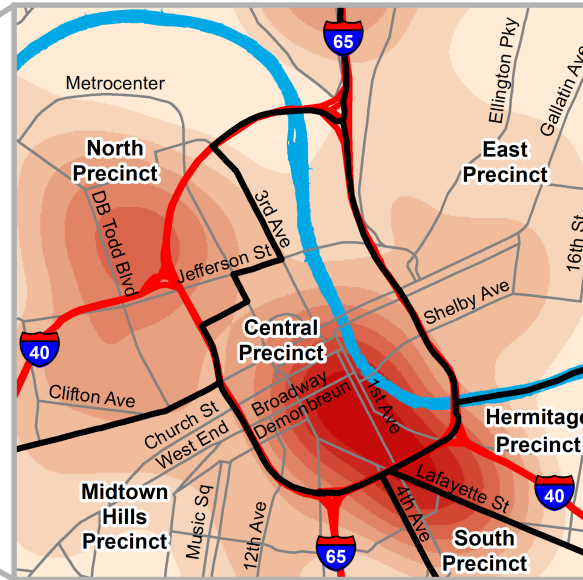 65
Ellington Pky
Gallatin Ave
Metrocenter
North
Precinct
East
Precinct
DB Todd Blvd
3rd Ave
16th St
Jefferson St
Shelby Ave
Central
Precinct
40
Broadway
Demonbreun
1st Ave
Clifton Ave
Church St
West End
Hermitage
Precinct
Lafayette St
40
Midtown
Hills
Precinct
Music Sq
12th Ave
4th Ave
65
South
Precinct